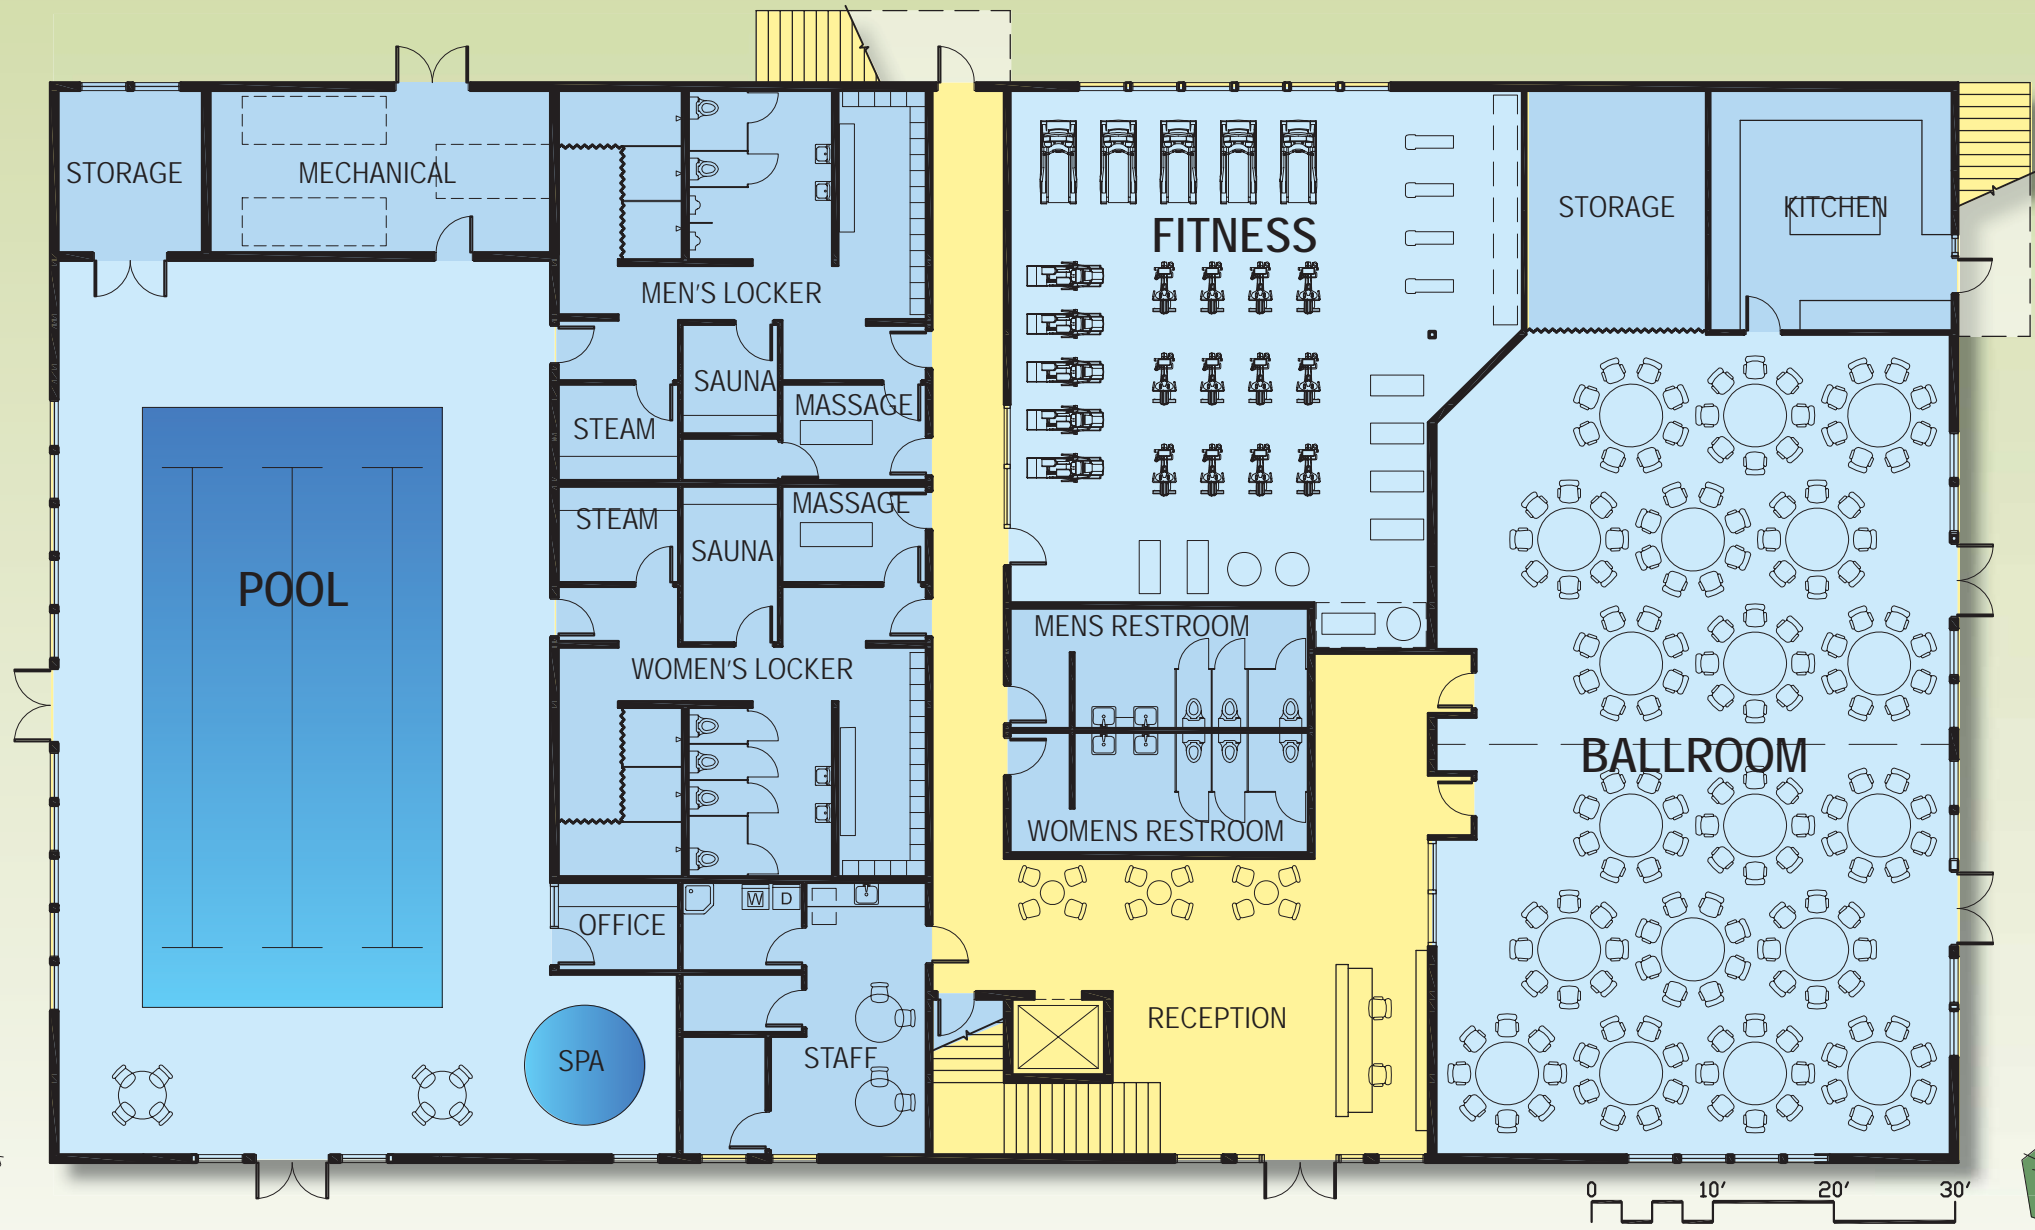 STORAGE
MECHANICAL
STORAGE
KITCHEN
FITNESS
MEN'S LOCKER
SAUNA
MASSAGE
STEAM
MASSAGE
STEAM
SAUNA
POOL
MENS RESTROOM
WOMEN'S LOCKER
BALLROOM
WOMENS RESTROOM
W D
OFFICE
RECEPTION
SPA
STAFF
0 10' 20' 30'